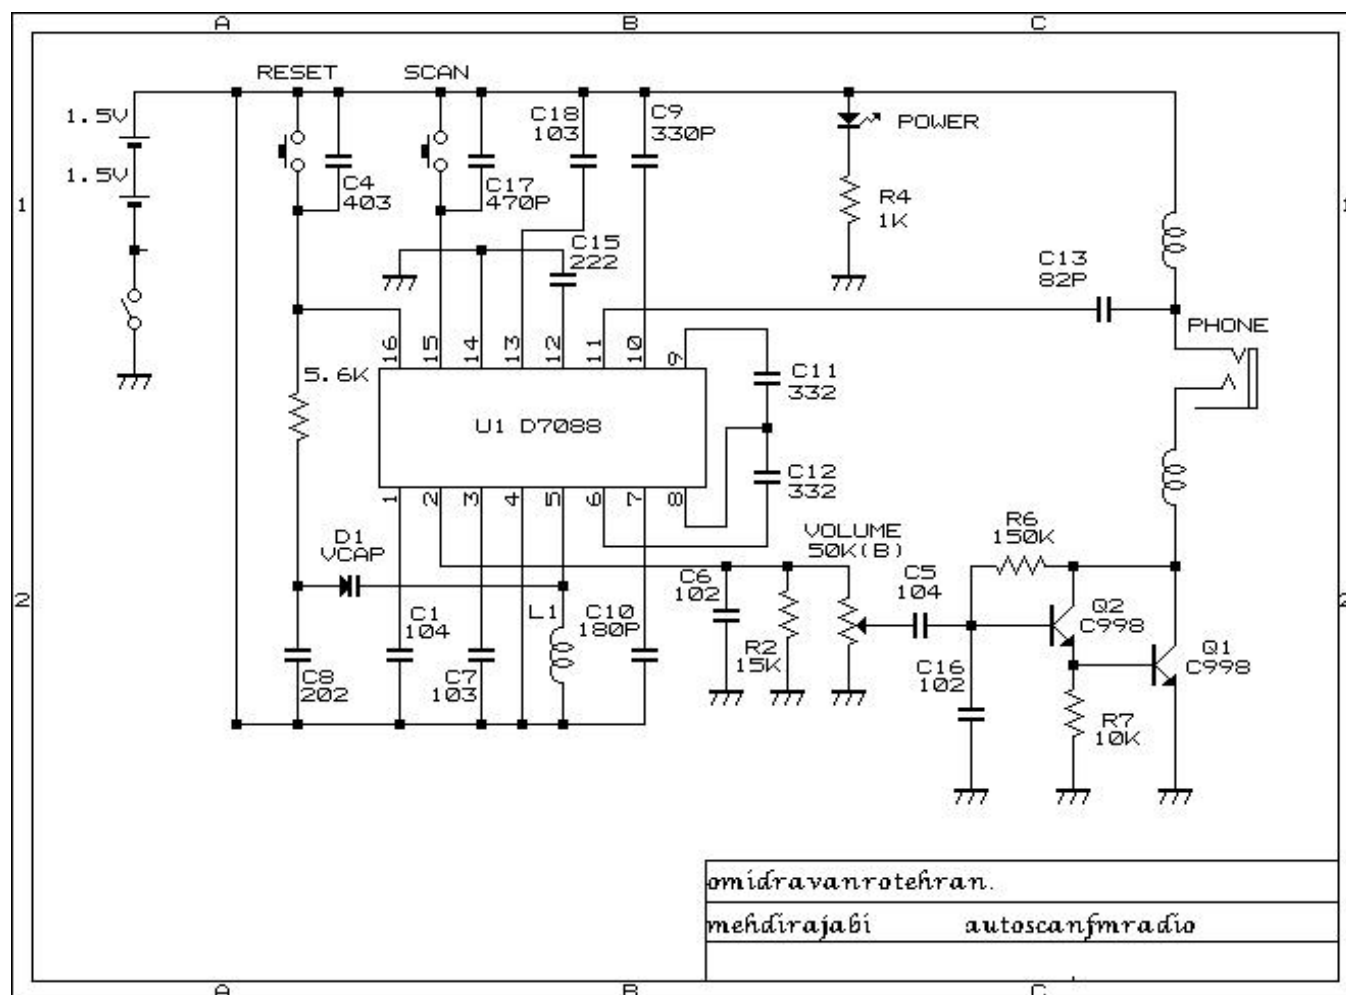 A B C
RESET SCAN
1.5V
C18
103
C9
330P
POWER
1.5V
C4
403
C17
470P
R4
1K
1 1
C15
222
C13
82P
PHONE
16 15 14 13 12 11 10 9
5.6K
C11
332
U1 D7088
C12
332
1 2 3 4 5 6 7 8
D1
VCAP
VOLUME
50K(B)
R6
150K
C6
102
C5
104
2 2
L1
C1
104
C10
180P
Q2
C998
R2
15K
C16
102
Q1
C998
C8
202
C7
103
R7
10K
omidravanrotehran.
mehdirajabi autoscanfmradio
A B C